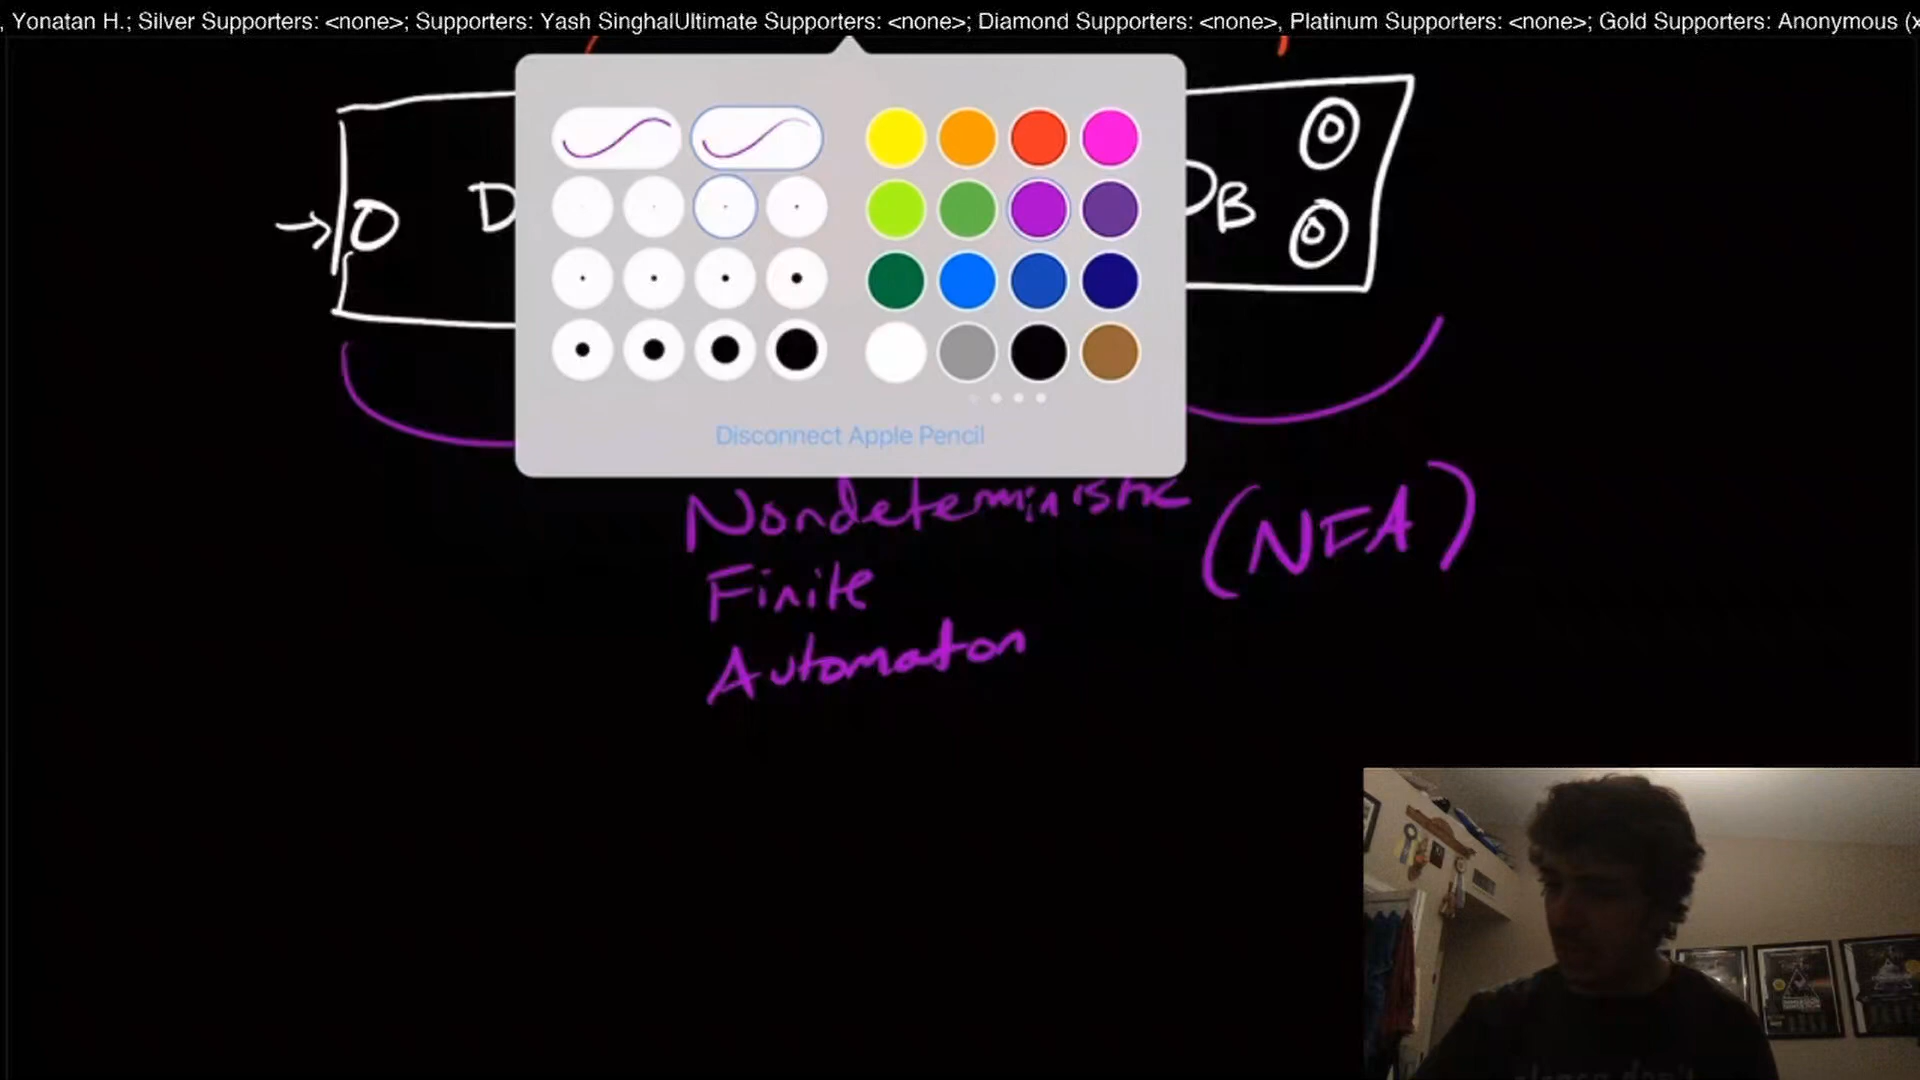 , Yonatan H.; Silver Supporters: <none>; Supporters: Yash SinghalUltimate Supporters: <none>; Diamond Supporters: <none>, Platinum Supporters: <none>; Gold Supporters: Anonymous (x
D
DB
Disconnect Apple Pencil
Nondeterministic (NFA)
Finite
Automaton